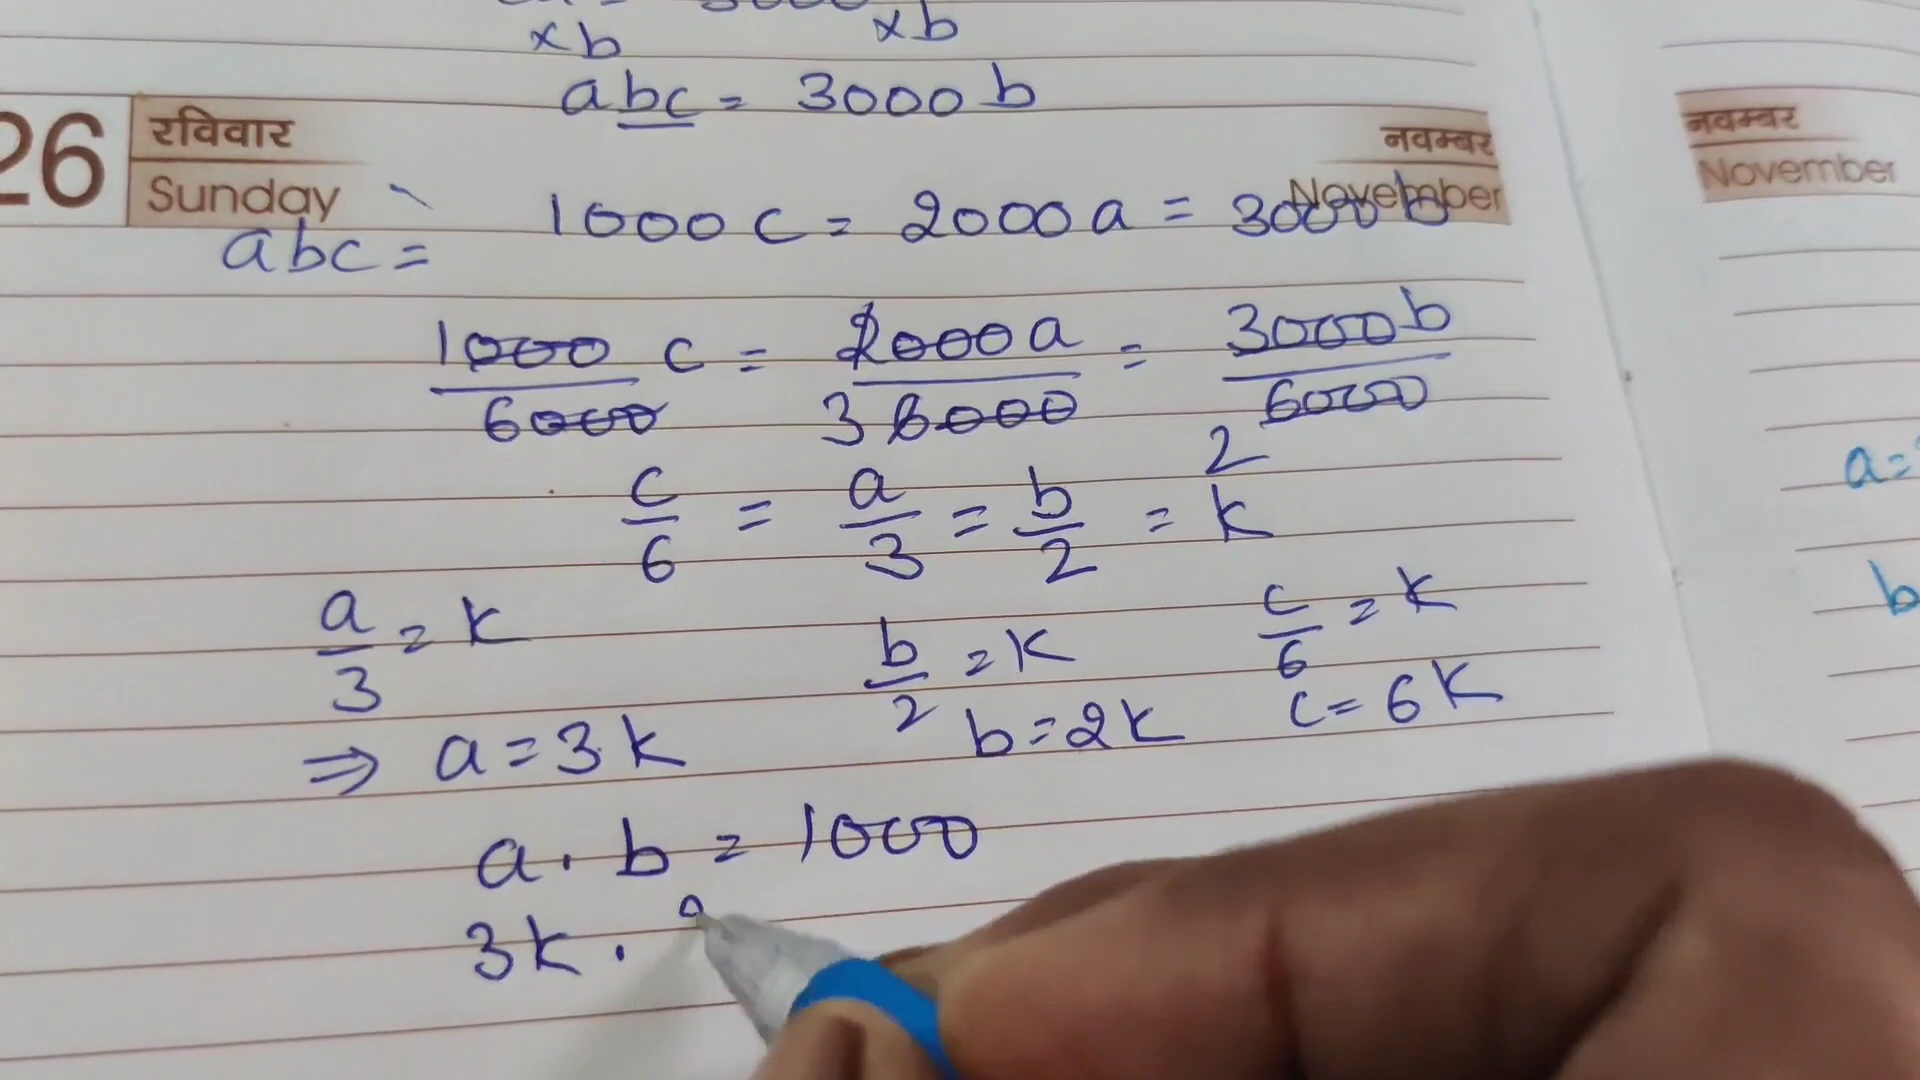 ×b ×b
abc = 3000 b
26 रविवार Sunday नवम्बर November
नवम्बर November
abc = 1000 c = 2000 a = 3000 b
1000/6000 c = 2000 a/6000 3 = 3000 b/6000 2
c/6 = a/3 = b/2 = k
a/3 = k b/2 = k c/6 = k
⇒ a = 3k b = 2k c = 6k
a . b = 1000
3k .
a =
b